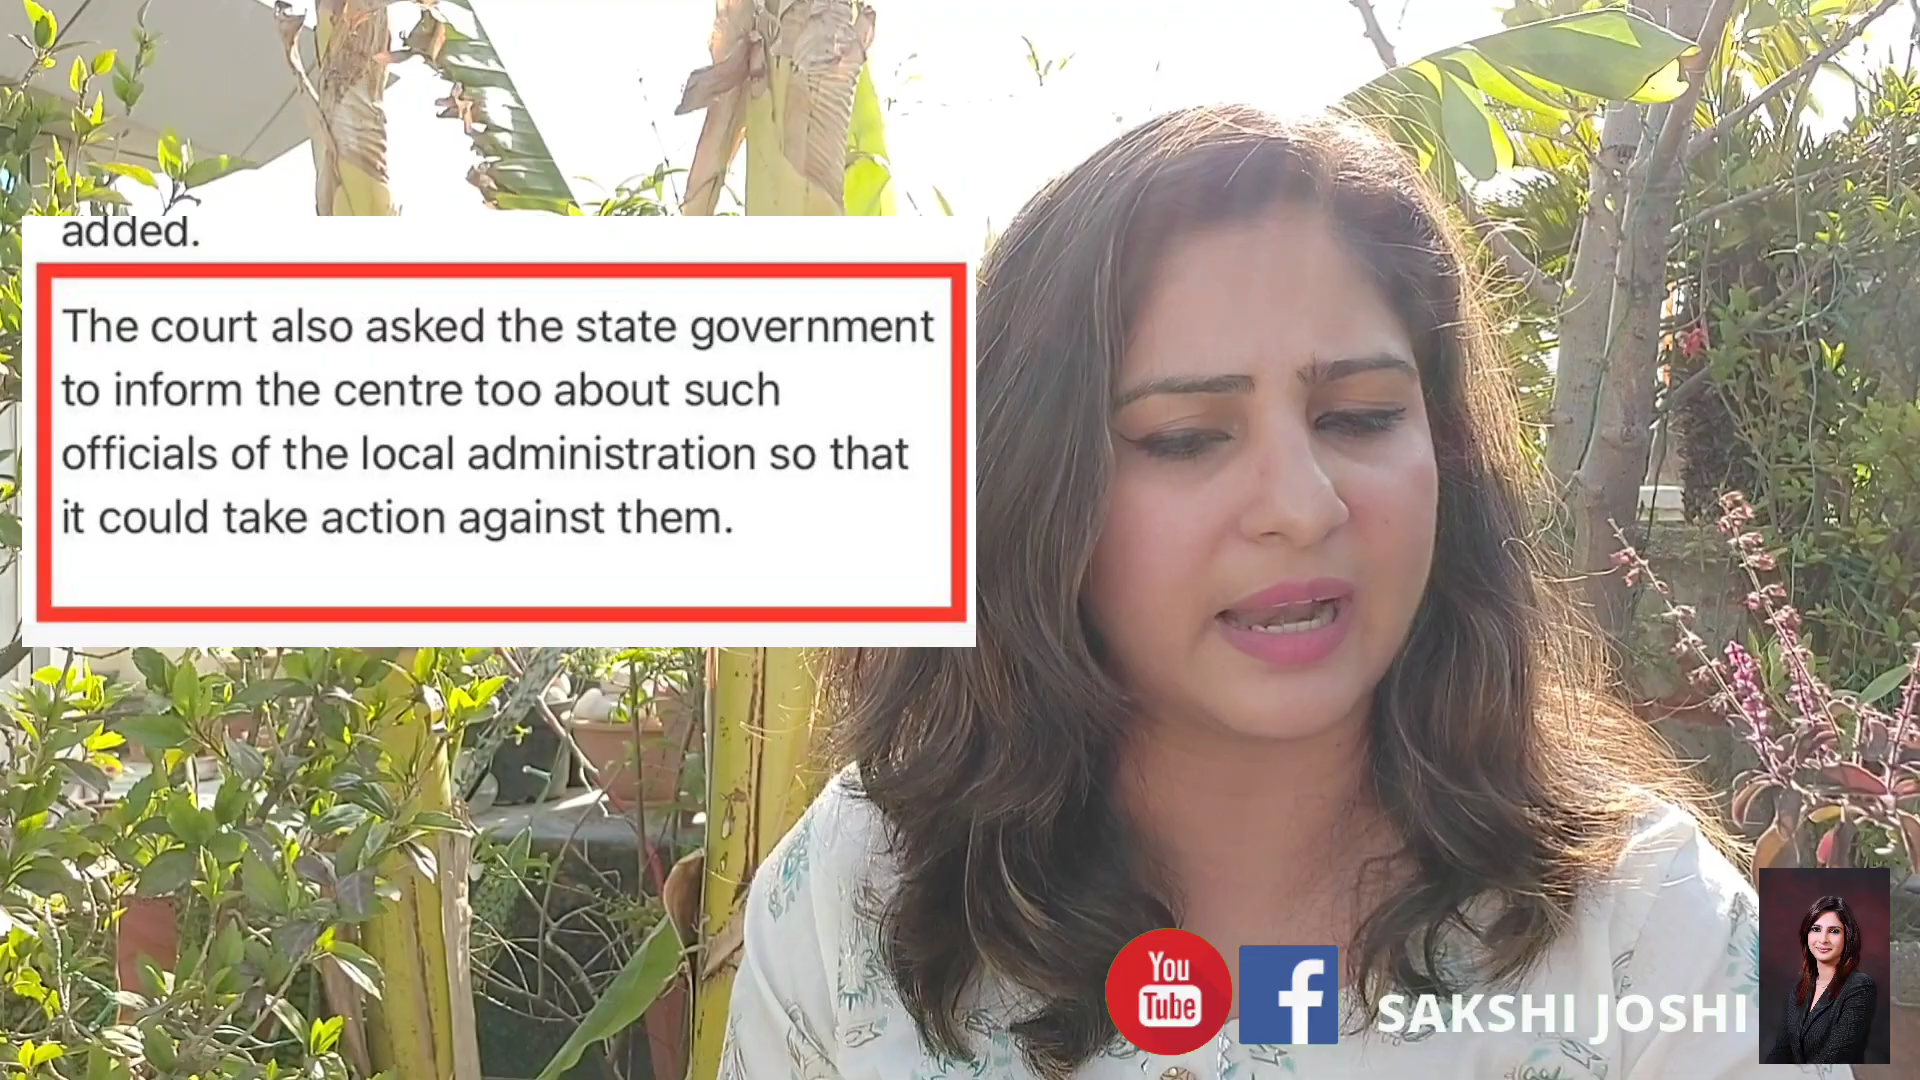 added.
The court also asked the state government
to inform the centre too about such
officials of the local administration so that
it could take action against them.
You
Tube
f
SAKSHI JOSHI